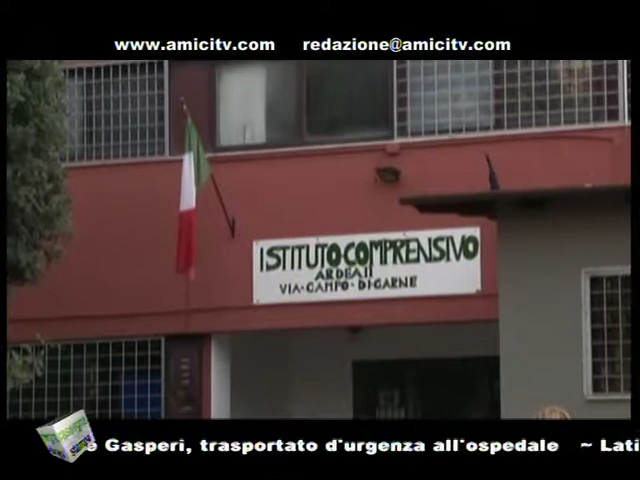 www.amicitv.com redazione@amicitv.com
ISTITUTO COMPRENSIVO
ARDEA II
VIA CAMPO DI CARNE
e Gasperi, trasportato d'urgenza all'ospedale ~ Lati